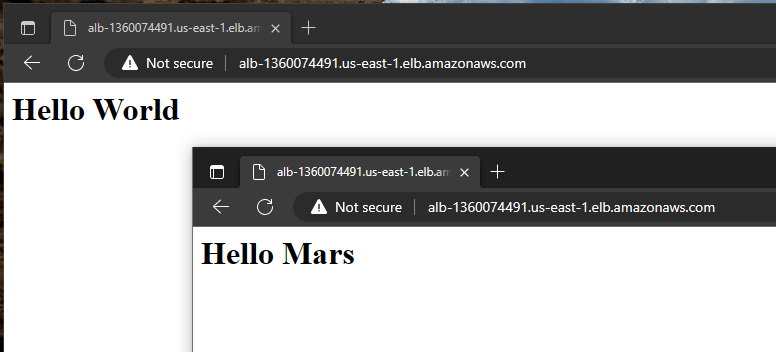 alb-1360074491.us-east-1.elb.am
Not secure alb-1360074491.us-east-1.elb.amazonaws.com
Hello World
alb-1360074491.us-east-1.elb.am
Not secure alb-1360074491.us-east-1.elb.amazonaws.com
Hello Mars